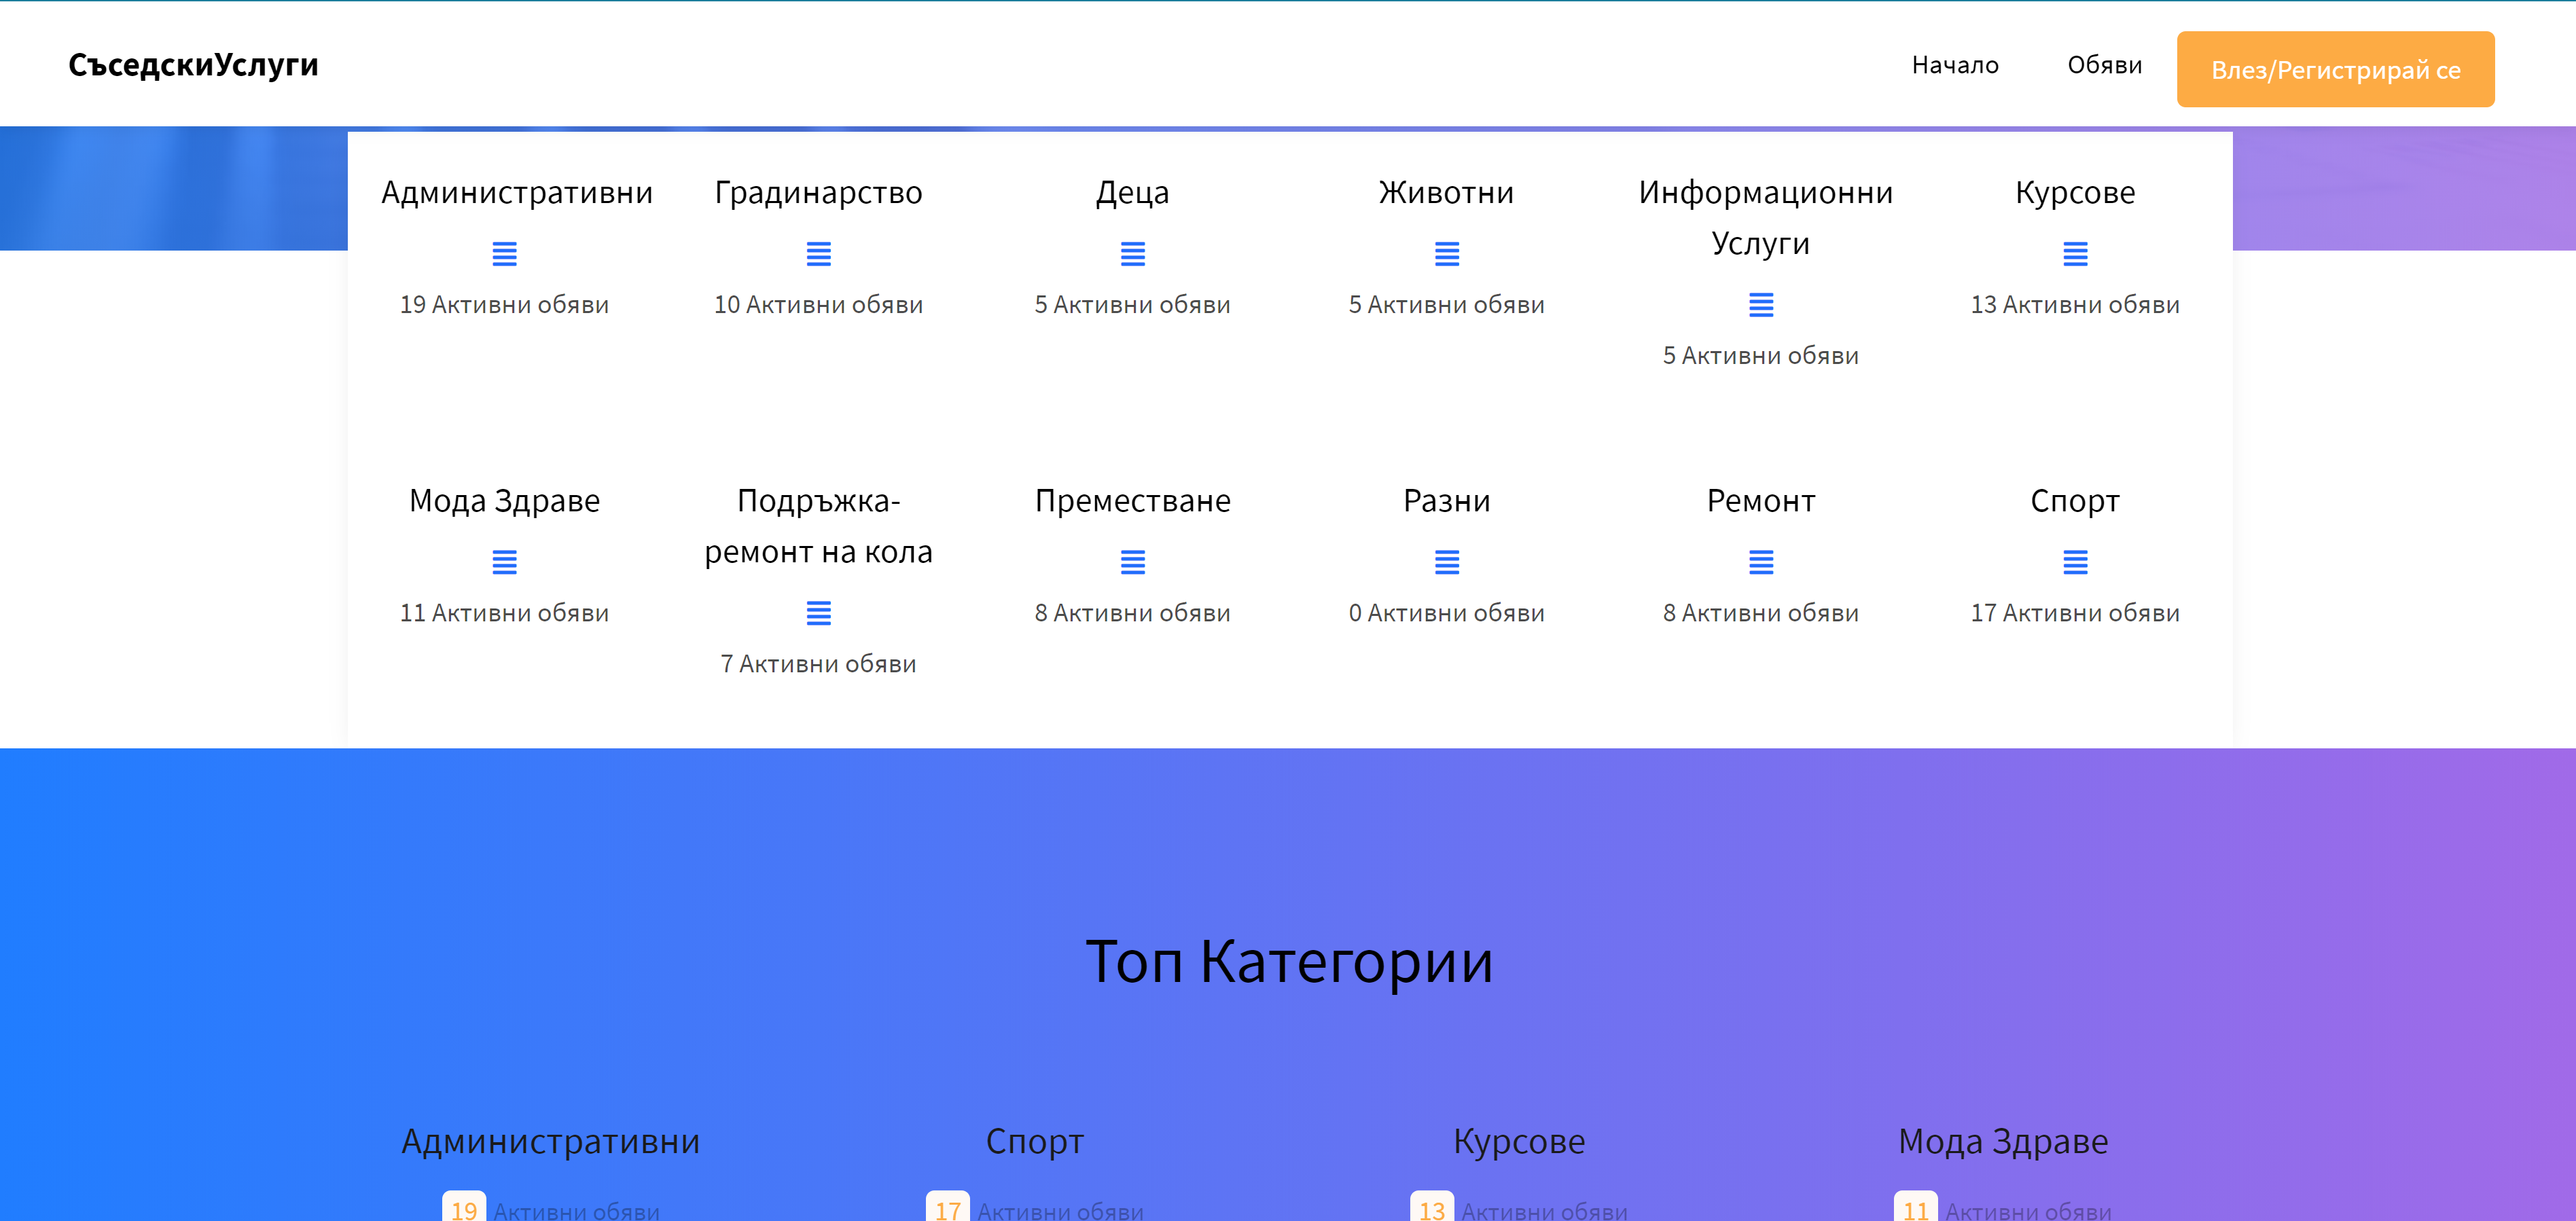 СъседскиУслуги
Начало
Обяви
Влез/Регистрирай се
Административни
19 Активни обяви
Градинарство
10 Активни обяви
Деца
5 Активни обяви
Животни
5 Активни обяви
Информационни
Услуги
5 Активни обяви
Курсове
13 Активни обяви
Мода Здраве
11 Активни обяви
Подръжка-
ремонт на кола
7 Активни обяви
Преместване
8 Активни обяви
Разни
0 Активни обяви
Ремонт
8 Активни обяви
Спорт
17 Активни обяви
Топ Категории
Административни
19 Активни обяви
Спорт
17 Активни обяви
Курсове
13 Активни обяви
Мода Здраве
11 Активни обяви